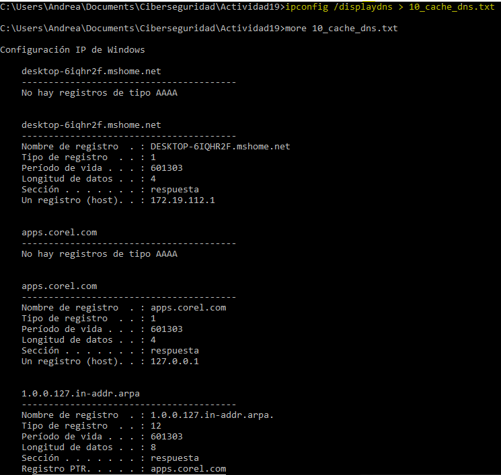 C:\Users\Andrea\Documents\Ciberseguridad\Actividad19>ipconfig /displaydns > 10_cache_dns.txt
C:\Users\Andrea\Documents\Ciberseguridad\Actividad19>more 10_cache_dns.txt
Configuración IP de Windows
desktop-6iqhr2f.mshome.net
----------------------------------------
No hay registros de tipo AAAA
desktop-6iqhr2f.mshome.net
----------------------------------------
Nombre de registro  . : DESKTOP-6IQHR2F.mshome.net
Tipo de registro  . . : 1
Período de vida . . . : 601303
Longitud de datos . . : 4
Sección . . . . . . . : respuesta
Un registro (host). . : 172.19.112.1
apps.corel.com
----------------------------------------
No hay registros de tipo AAAA
apps.corel.com
----------------------------------------
Nombre de registro  . : apps.corel.com
Tipo de registro  . . : 1
Período de vida . . . : 601303
Longitud de datos . . : 4
Sección . . . . . . . : respuesta
Un registro (host). . : 127.0.0.1
1.0.0.127.in-addr.arpa
----------------------------------------
Nombre de registro  . : 1.0.0.127.in-addr.arpa.
Tipo de registro  . . : 12
Período de vida . . . : 601303
Longitud de datos . . : 8
Sección . . . . . . . : respuesta
Registro PTR. . . . . : apps.corel.com